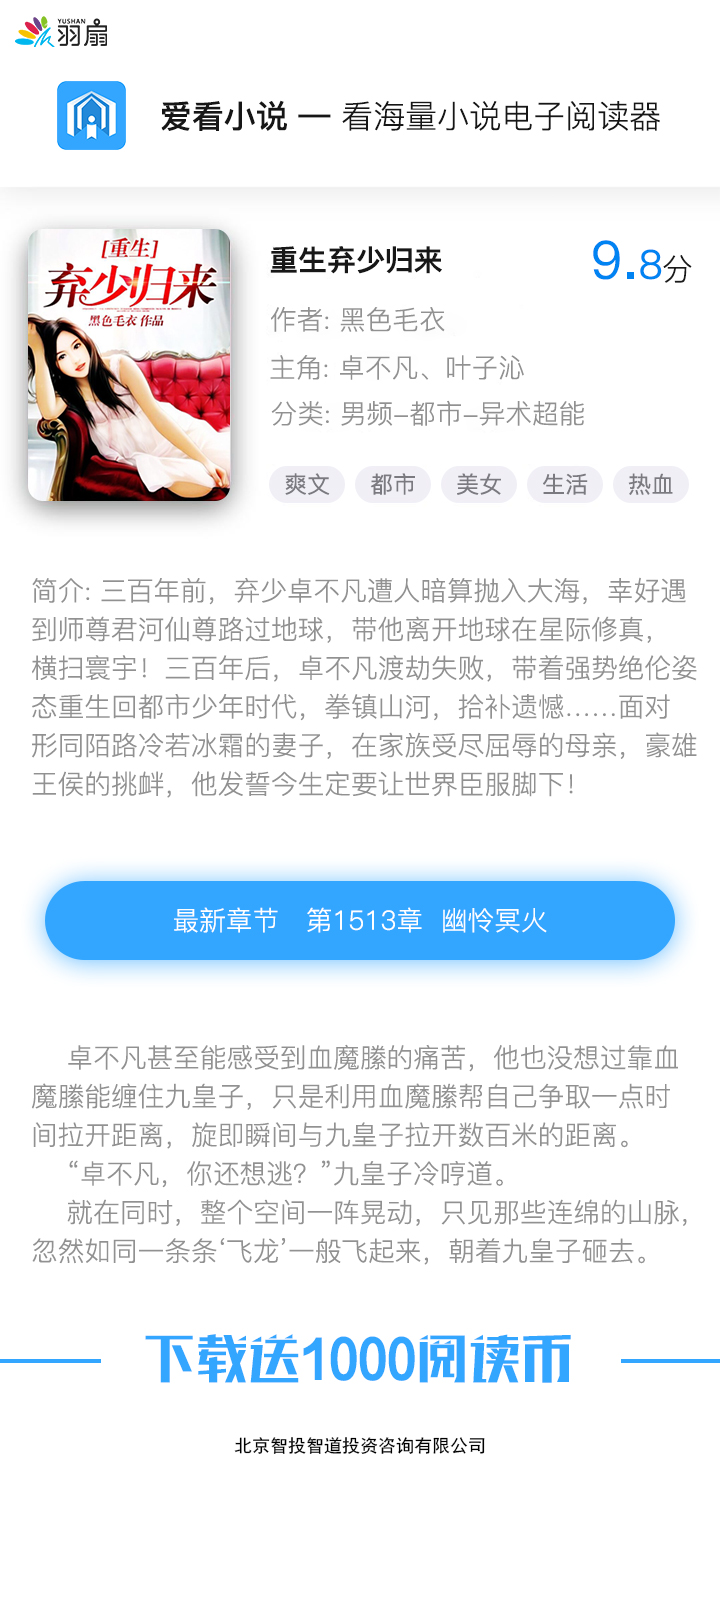 YUSHAN
羽扇
爱看小说 — 看海量小说电子阅读器
[重生]
弃少归来
黑色毛衣 作品
重生弃少归来
9.8分
作者: 黑色毛衣
主角: 卓不凡、叶子沁
分类: 男频-都市-异术超能
爽文 都市 美女 生活 热血
简介: 三百年前，弃少卓不凡遭人暗算抛入大海，幸好遇
到师尊君河仙尊路过地球，带他离开地球在星际修真，
横扫寰宇！三百年后，卓不凡渡劫失败，带着强势绝伦姿
态重生回都市少年时代，拳镇山河，拾补遗憾……面对
形同陌路冷若冰霜的妻子，在家族受尽屈辱的母亲，豪雄
王侯的挑衅，他发誓今生定要让世界臣服脚下！
最新章节 第1513章 幽怜冥火
卓不凡甚至能感受到血魔縢的痛苦，他也没想过靠血
魔縢能缠住九皇子，只是利用血魔縢帮自己争取一点时
间拉开距离，旋即瞬间与九皇子拉开数百米的距离。
“卓不凡，你还想逃？”九皇子冷哼道。
就在同时，整个空间一阵晃动，只见那些连绵的山脉，
忽然如同一条条‘飞龙’一般飞起来，朝着九皇子砸去。
下载送1000阅读币
北京智投智道投资咨询有限公司